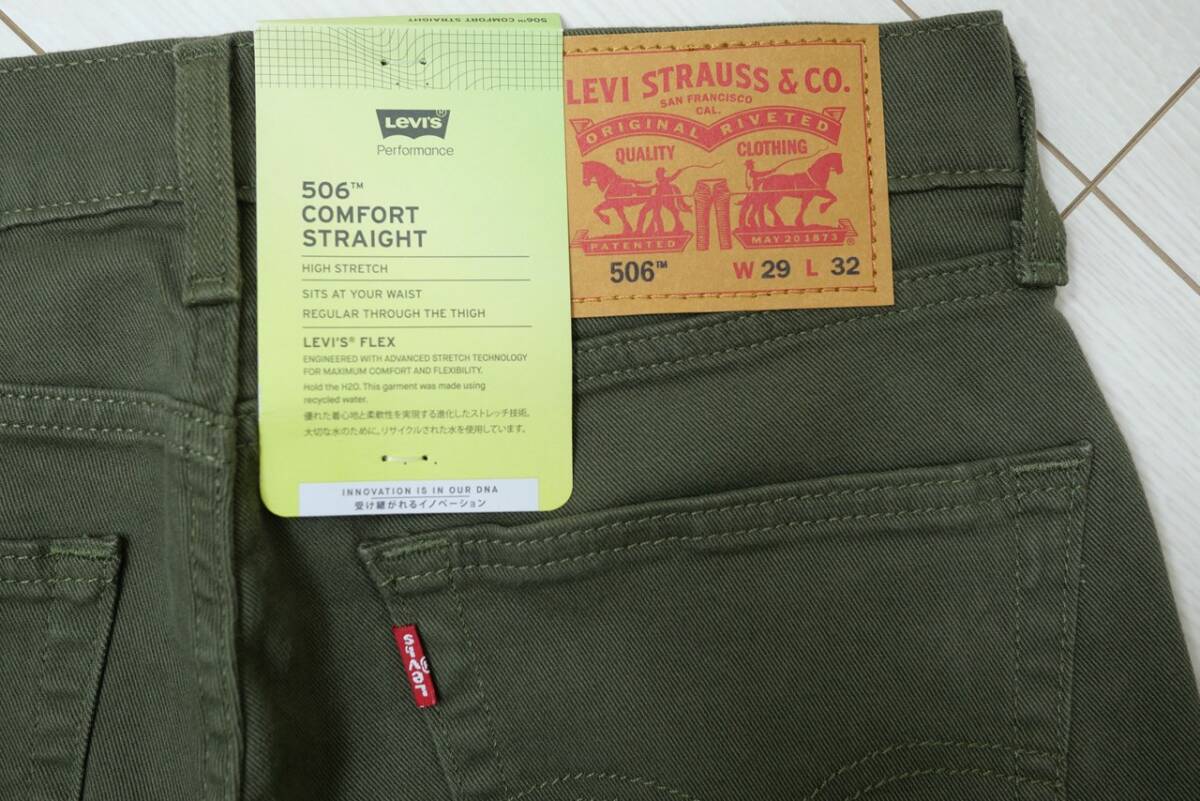 506™ COMFORT STRAIGHT
LEVI'S®
Performance
506™
COMFORT
STRAIGHT
HIGH STRETCH
SITS AT YOUR WAIST
REGULAR THROUGH THE THIGH
LEVI'S® FLEX
ENGINEERED WITH ADVANCED STRETCH TECHNOLOGY
FOR MAXIMUM COMFORT AND FLEXIBILITY.
Hold the H2O. This garment was made using
recycled water.
優れた着心地と柔軟性を実現する進化したストレッチ技術。
大切な水のために。リサイクルされた水を使用しています。
INNOVATION IS IN OUR DNA
受け継がれるイノベーション
LEVI STRAUSS & CO.
SAN FRANCISCO
CAL.
ORIGINAL RIVETED
QUALITY CLOTHING
PATENTED MAY 20 1873 ®
506™ W 29 L 32
LEVI'S®